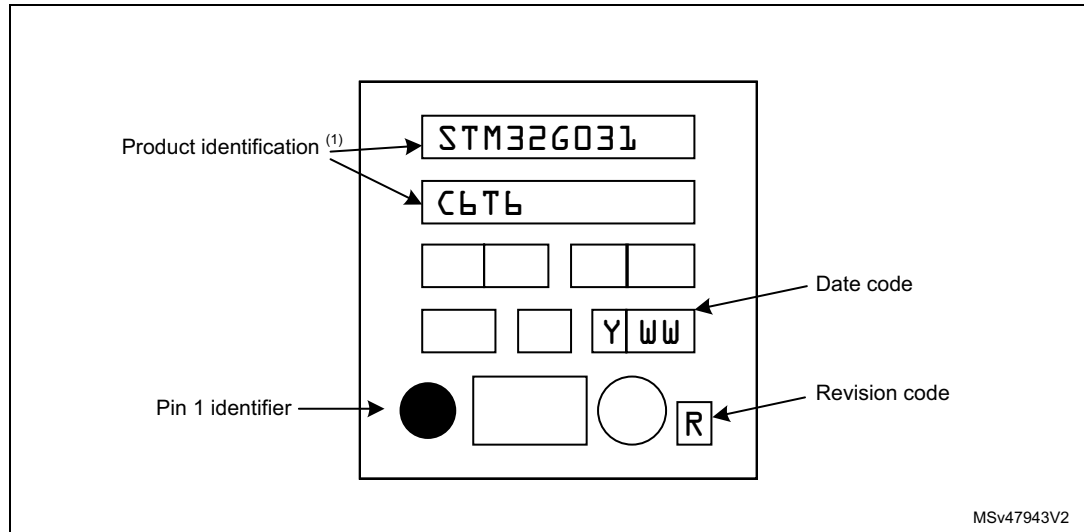 STM32G031
Product identification (1)
C6T6
Date code
Y WW
Pin 1 identifier
Revision code
R
MSv47943V2